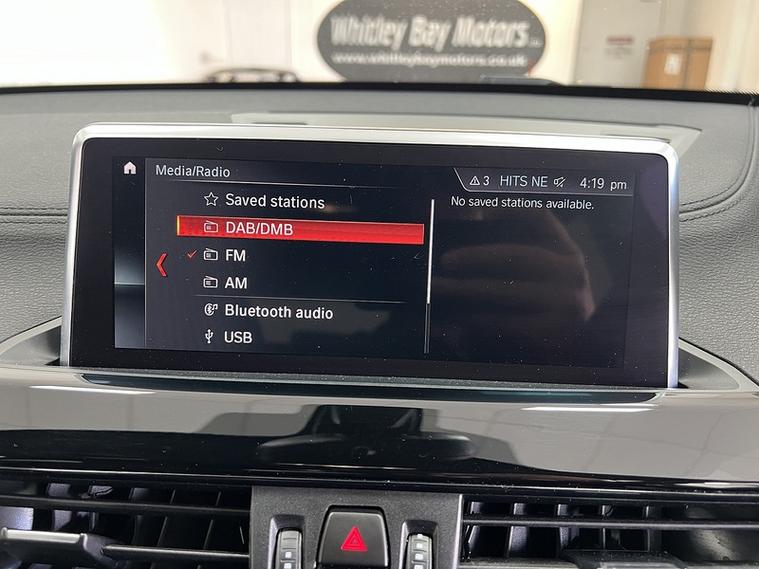 Whitley Bay Motors
www.whitleybaymotors.co.uk
Media/Radio
3 HITS NE 4:19 pm
Saved stations
No saved stations available.
DAB/DMB
FM
AM
Bluetooth audio
USB